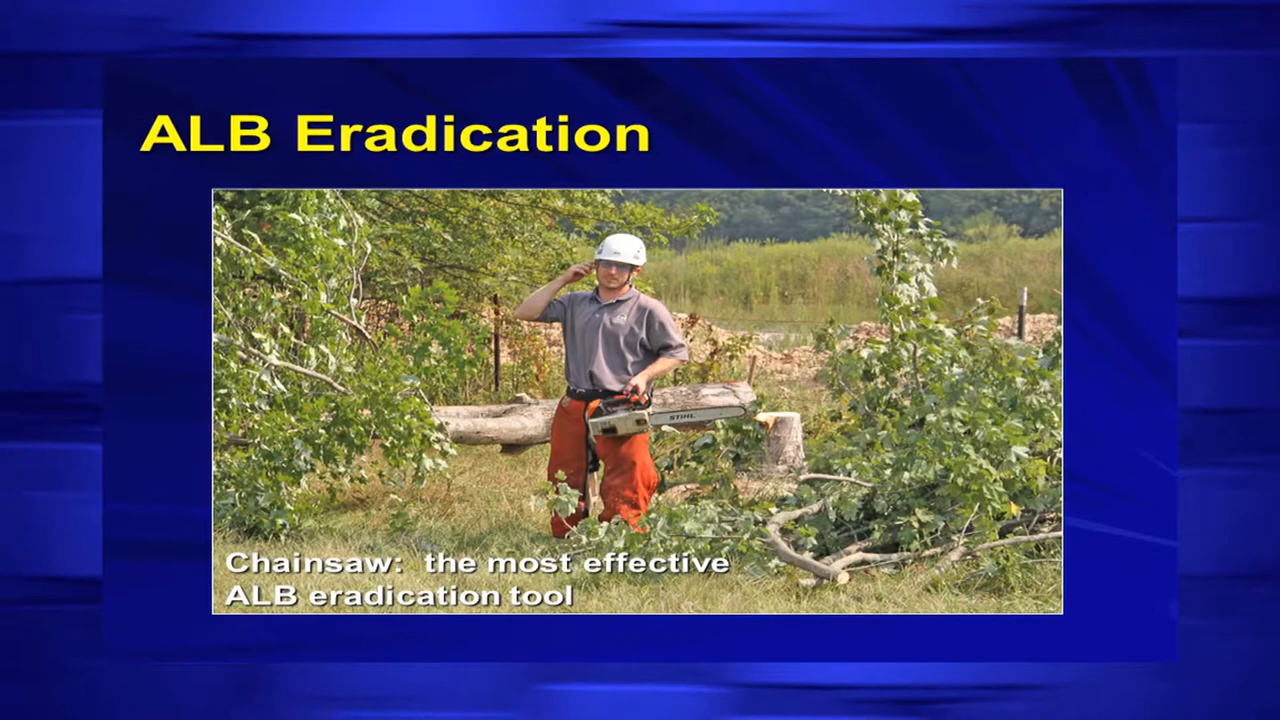 ALB Eradication
STIHL
Chainsaw:  the most effective
ALB eradication tool